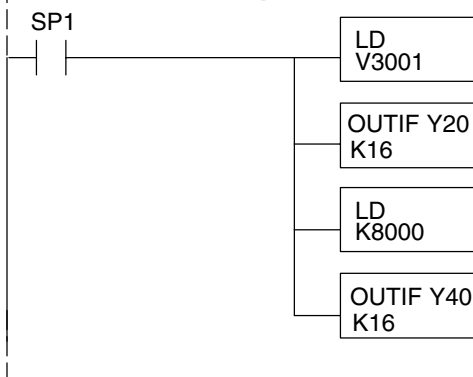 SP1
LD
V3001
OUTIF Y20
K16
LD
K8000
OUTIF Y40
K16